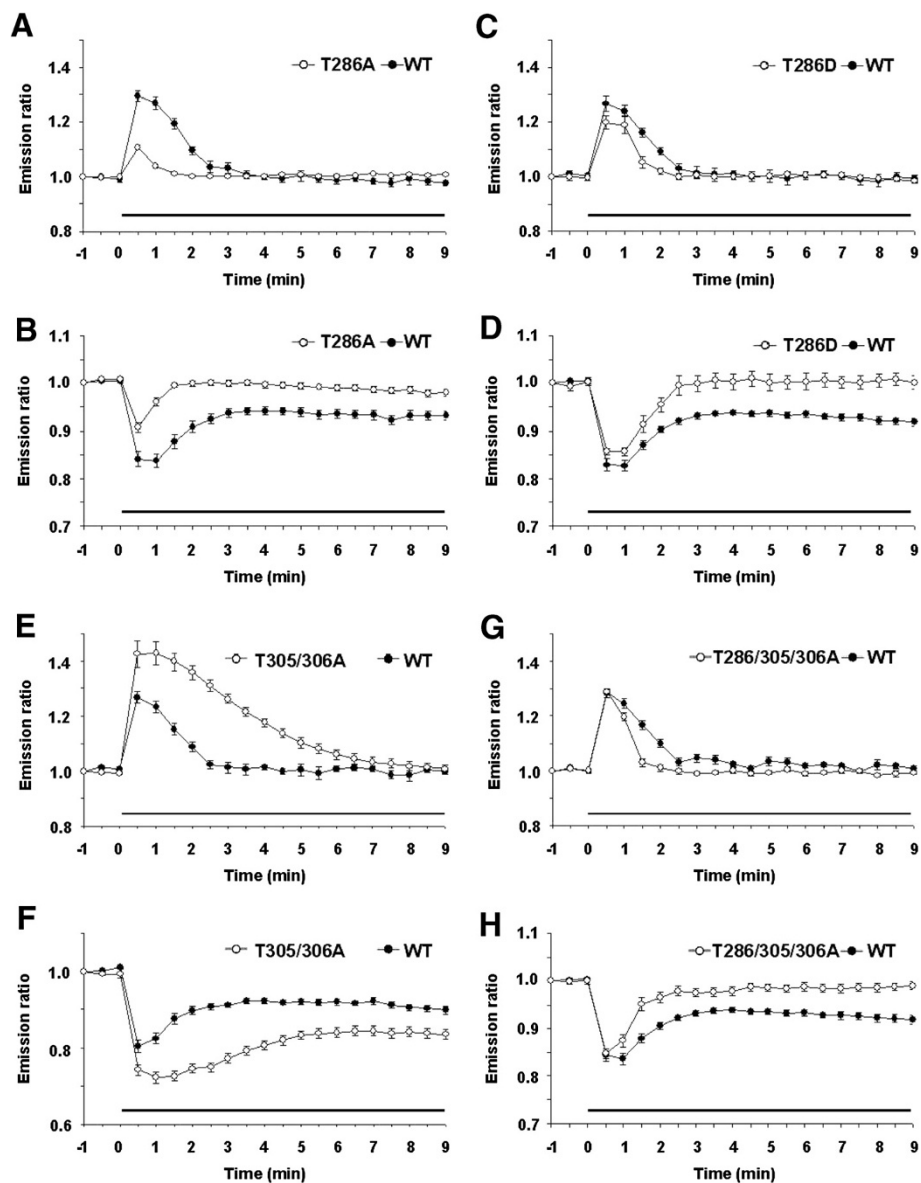 A
C
T286A WT
T286D WT
Emission ratio
1.4
1.2
1.0
0.8
-1 0 1 2 3 4 5 6 7 8 9
Time (min)
Emission ratio
1.4
1.2
1.0
0.8
-1 0 1 2 3 4 5 6 7 8 9
Time (min)
B
D
T286A WT
T286D WT
Emission ratio
1.1
1.0
0.9
0.8
0.7
-1 0 1 2 3 4 5 6 7 8 9
Time (min)
Emission ratio
1.1
1.0
0.9
0.8
0.7
-1 0 1 2 3 4 5 6 7 8 9
Time (min)
E
G
T305/306A WT
T286/305/306A WT
Emission ratio
1.4
1.2
1.0
0.8
-1 0 1 2 3 4 5 6 7 8 9
Time (min)
Emission ratio
1.4
1.2
1.0
0.8
-1 0 1 2 3 4 5 6 7 8 9
Time (min)
F
H
T305/306A WT
T286/305/306A WT
Emission ratio
1.0
0.8
0.6
-1 0 1 2 3 4 5 6 7 8 9
Time (min)
Emission ratio
1.1
1.0
0.9
0.8
0.7
-1 0 1 2 3 4 5 6 7 8 9
Time (min)